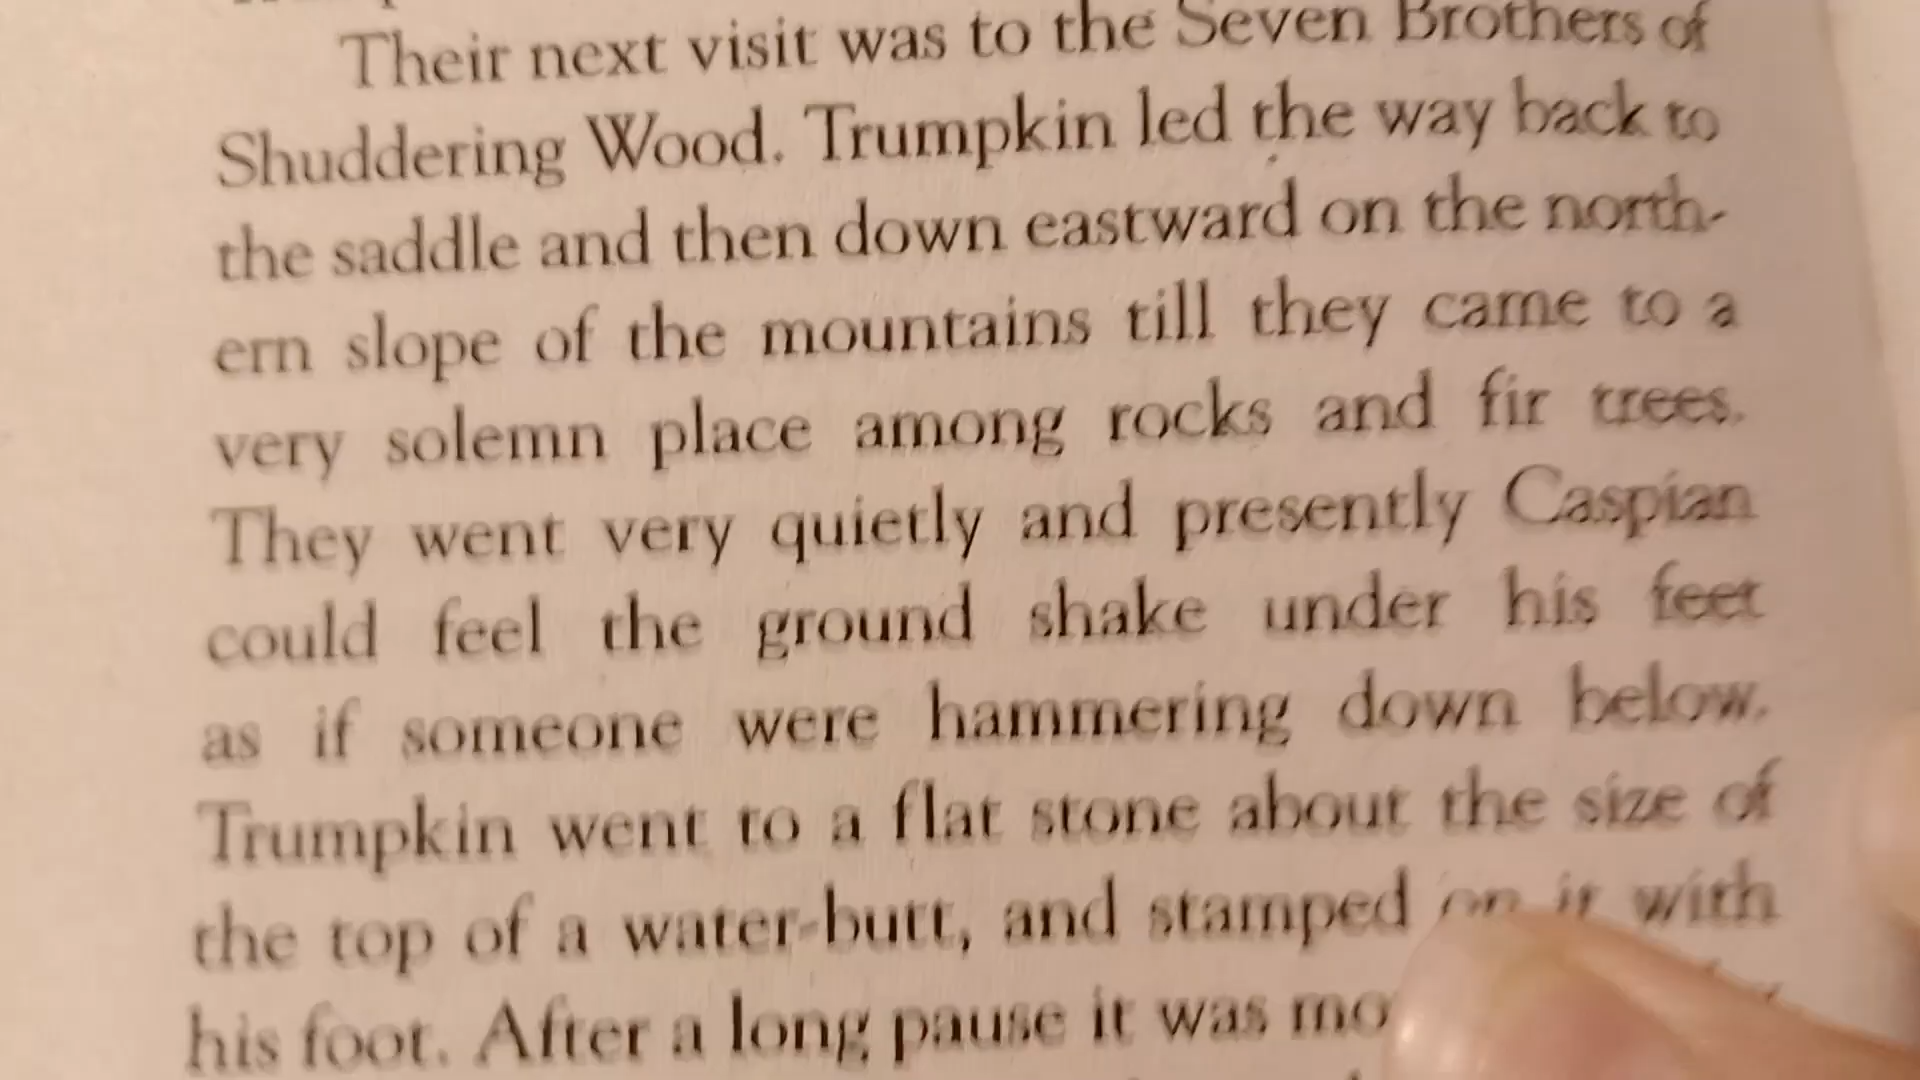 Their next visit was to the Seven Brothers of
Shuddering Wood. Trumpkin led the way back to
the saddle and then down eastward on the north-
ern slope of the mountains till they came to a
very solemn place among rocks and fir trees.
They went very quietly and presently Caspian
could feel the ground shake under his feet
as if someone were hammering down below.
Trumpkin went to a flat stone about the size of
the top of a water-butt, and stamped on it with
his foot. After a long pause it was